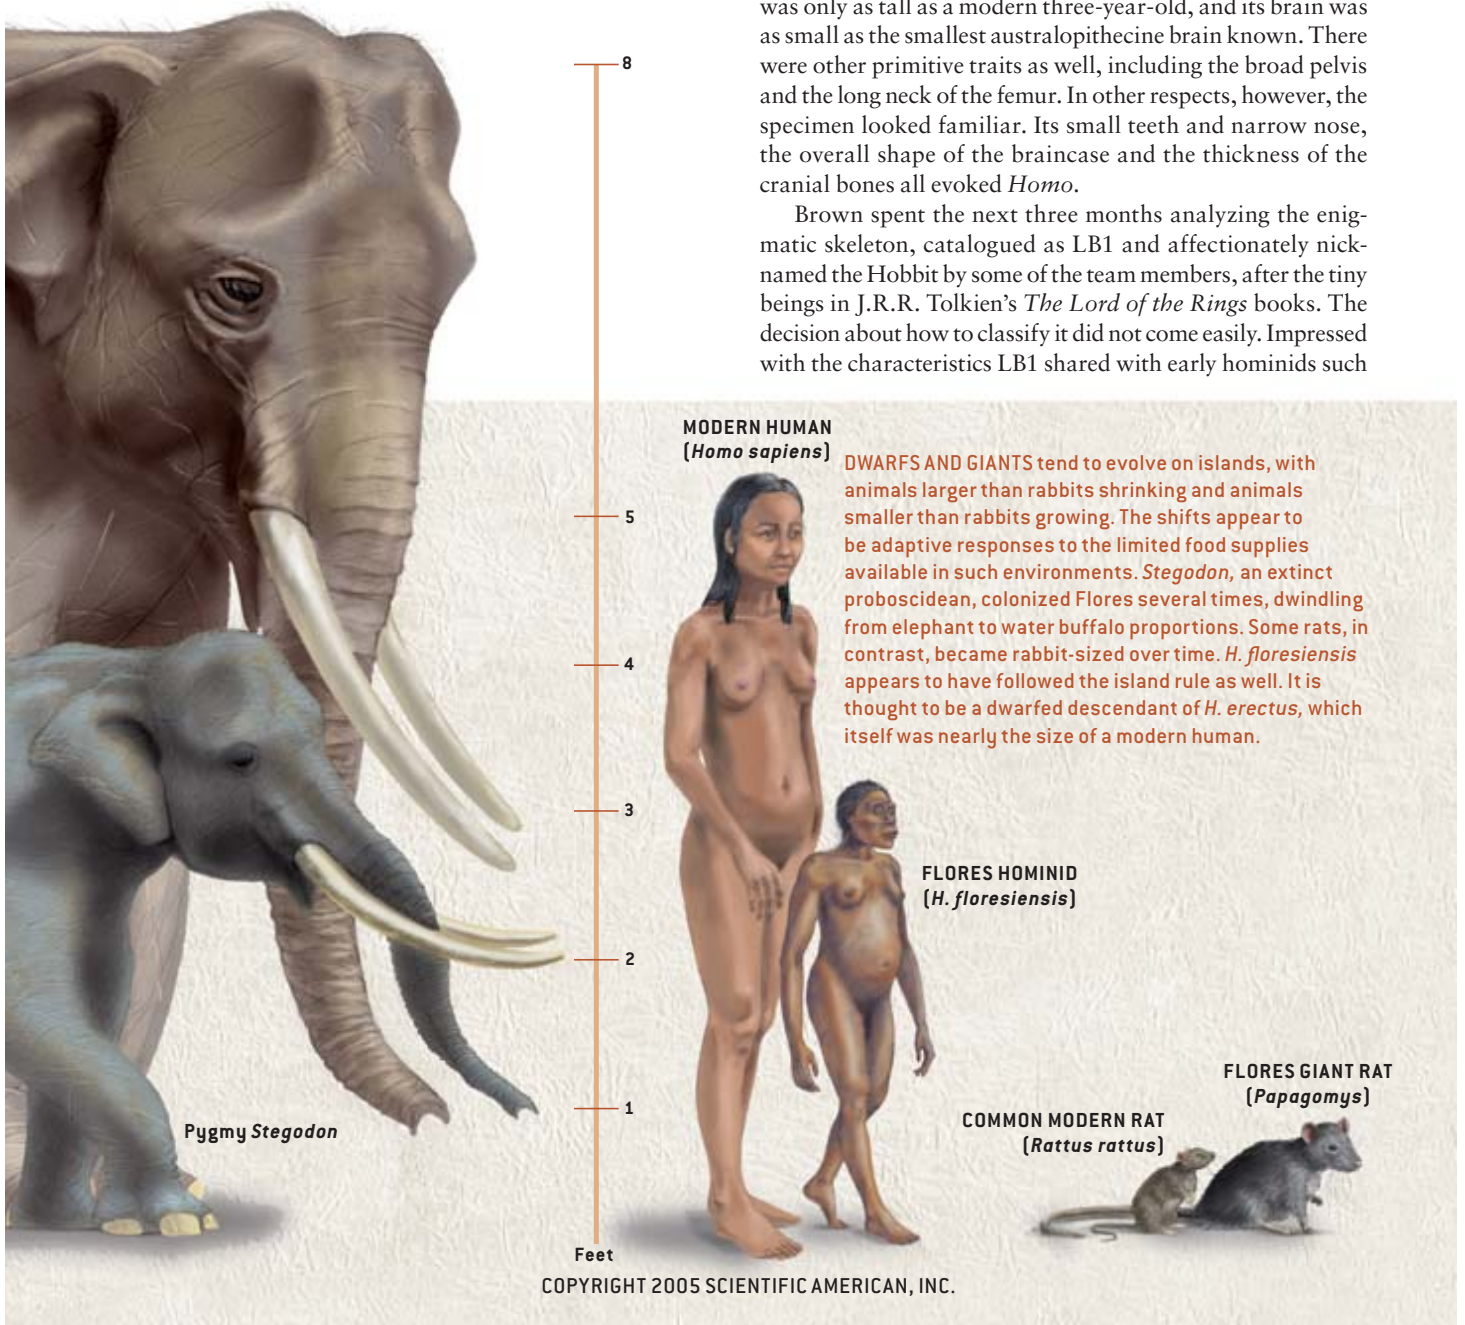 was only as tall as a modern three-year-old, and its brain was
as small as the smallest australopithecine brain known. There
were other primitive traits as well, including the broad pelvis
and the long neck of the femur. In other respects, however, the
specimen looked familiar. Its small teeth and narrow nose,
the overall shape of the braincase and the thickness of the
cranial bones all evoked Homo.
Brown spent the next three months analyzing the enig-
matic skeleton, catalogued as LB1 and affectionately nick-
named the Hobbit by some of the team members, after the tiny
beings in J.R.R. Tolkien’s The Lord of the Rings books. The
decision about how to classify it did not come easily. Impressed
with the characteristics LB1 shared with early hominids such
8
5
4
3
2
1
Feet
MODERN HUMAN
(Homo sapiens)
DWARFS AND GIANTS tend to evolve on islands, with
animals larger than rabbits shrinking and animals
smaller than rabbits growing. The shifts appear to
be adaptive responses to the limited food supplies
available in such environments. Stegodon, an extinct
proboscidean, colonized Flores several times, dwindling
from elephant to water buffalo proportions. Some rats, in
contrast, became rabbit-sized over time. H. floresiensis
appears to have followed the island rule as well. It is
thought to be a dwarfed descendant of H. erectus, which
itself was nearly the size of a modern human.
FLORES HOMINID
(H. floresiensis)
FLORES GIANT RAT
(Papagomys)
COMMON MODERN RAT
(Rattus rattus)
Pygmy Stegodon
COPYRIGHT 2005 SCIENTIFIC AMERICAN, INC.